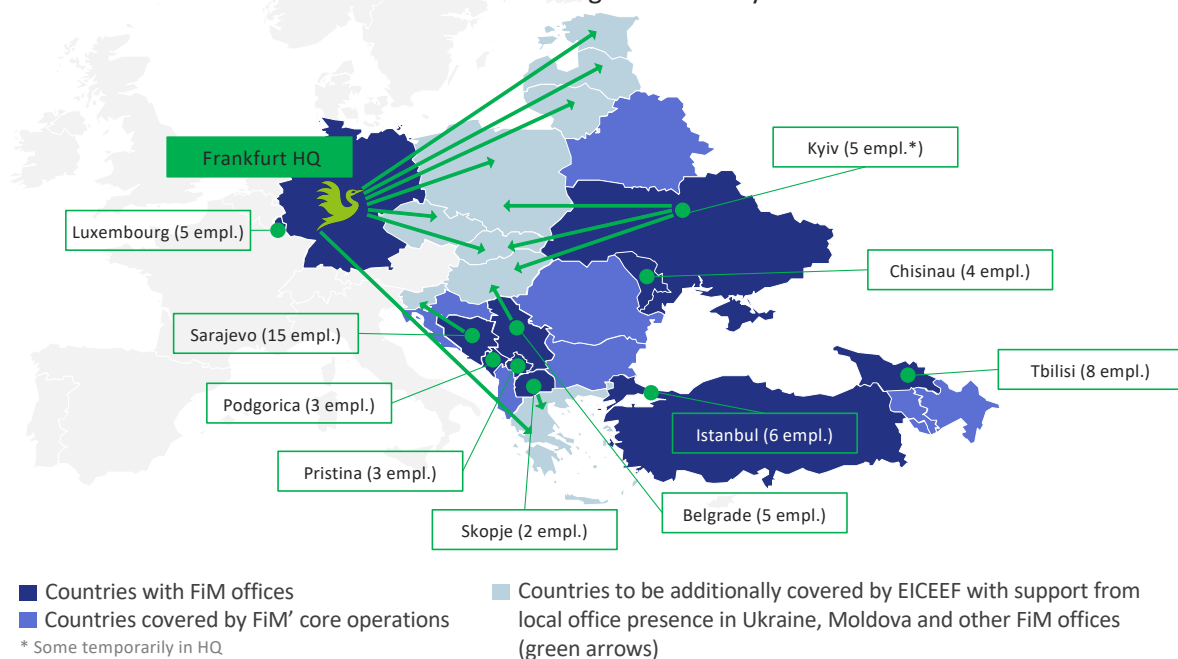 Frankfurt HQ
Kyiv (5 empl.*)
Luxembourg (5 empl.)
Chisinau (4 empl.)
Sarajevo (15 empl.)
Tbilisi (8 empl.)
Podgorica (3 empl.)
Istanbul (6 empl.)
Pristina (3 empl.)
Belgrade (5 empl.)
Skopje (2 empl.)
Countries with FiM offices
Countries covered by FiM’ core operations
* Some temporarily in HQ
Countries to be additionally covered by EICEEF with support from
local office presence in Ukraine, Moldova and other FiM offices
(green arrows)